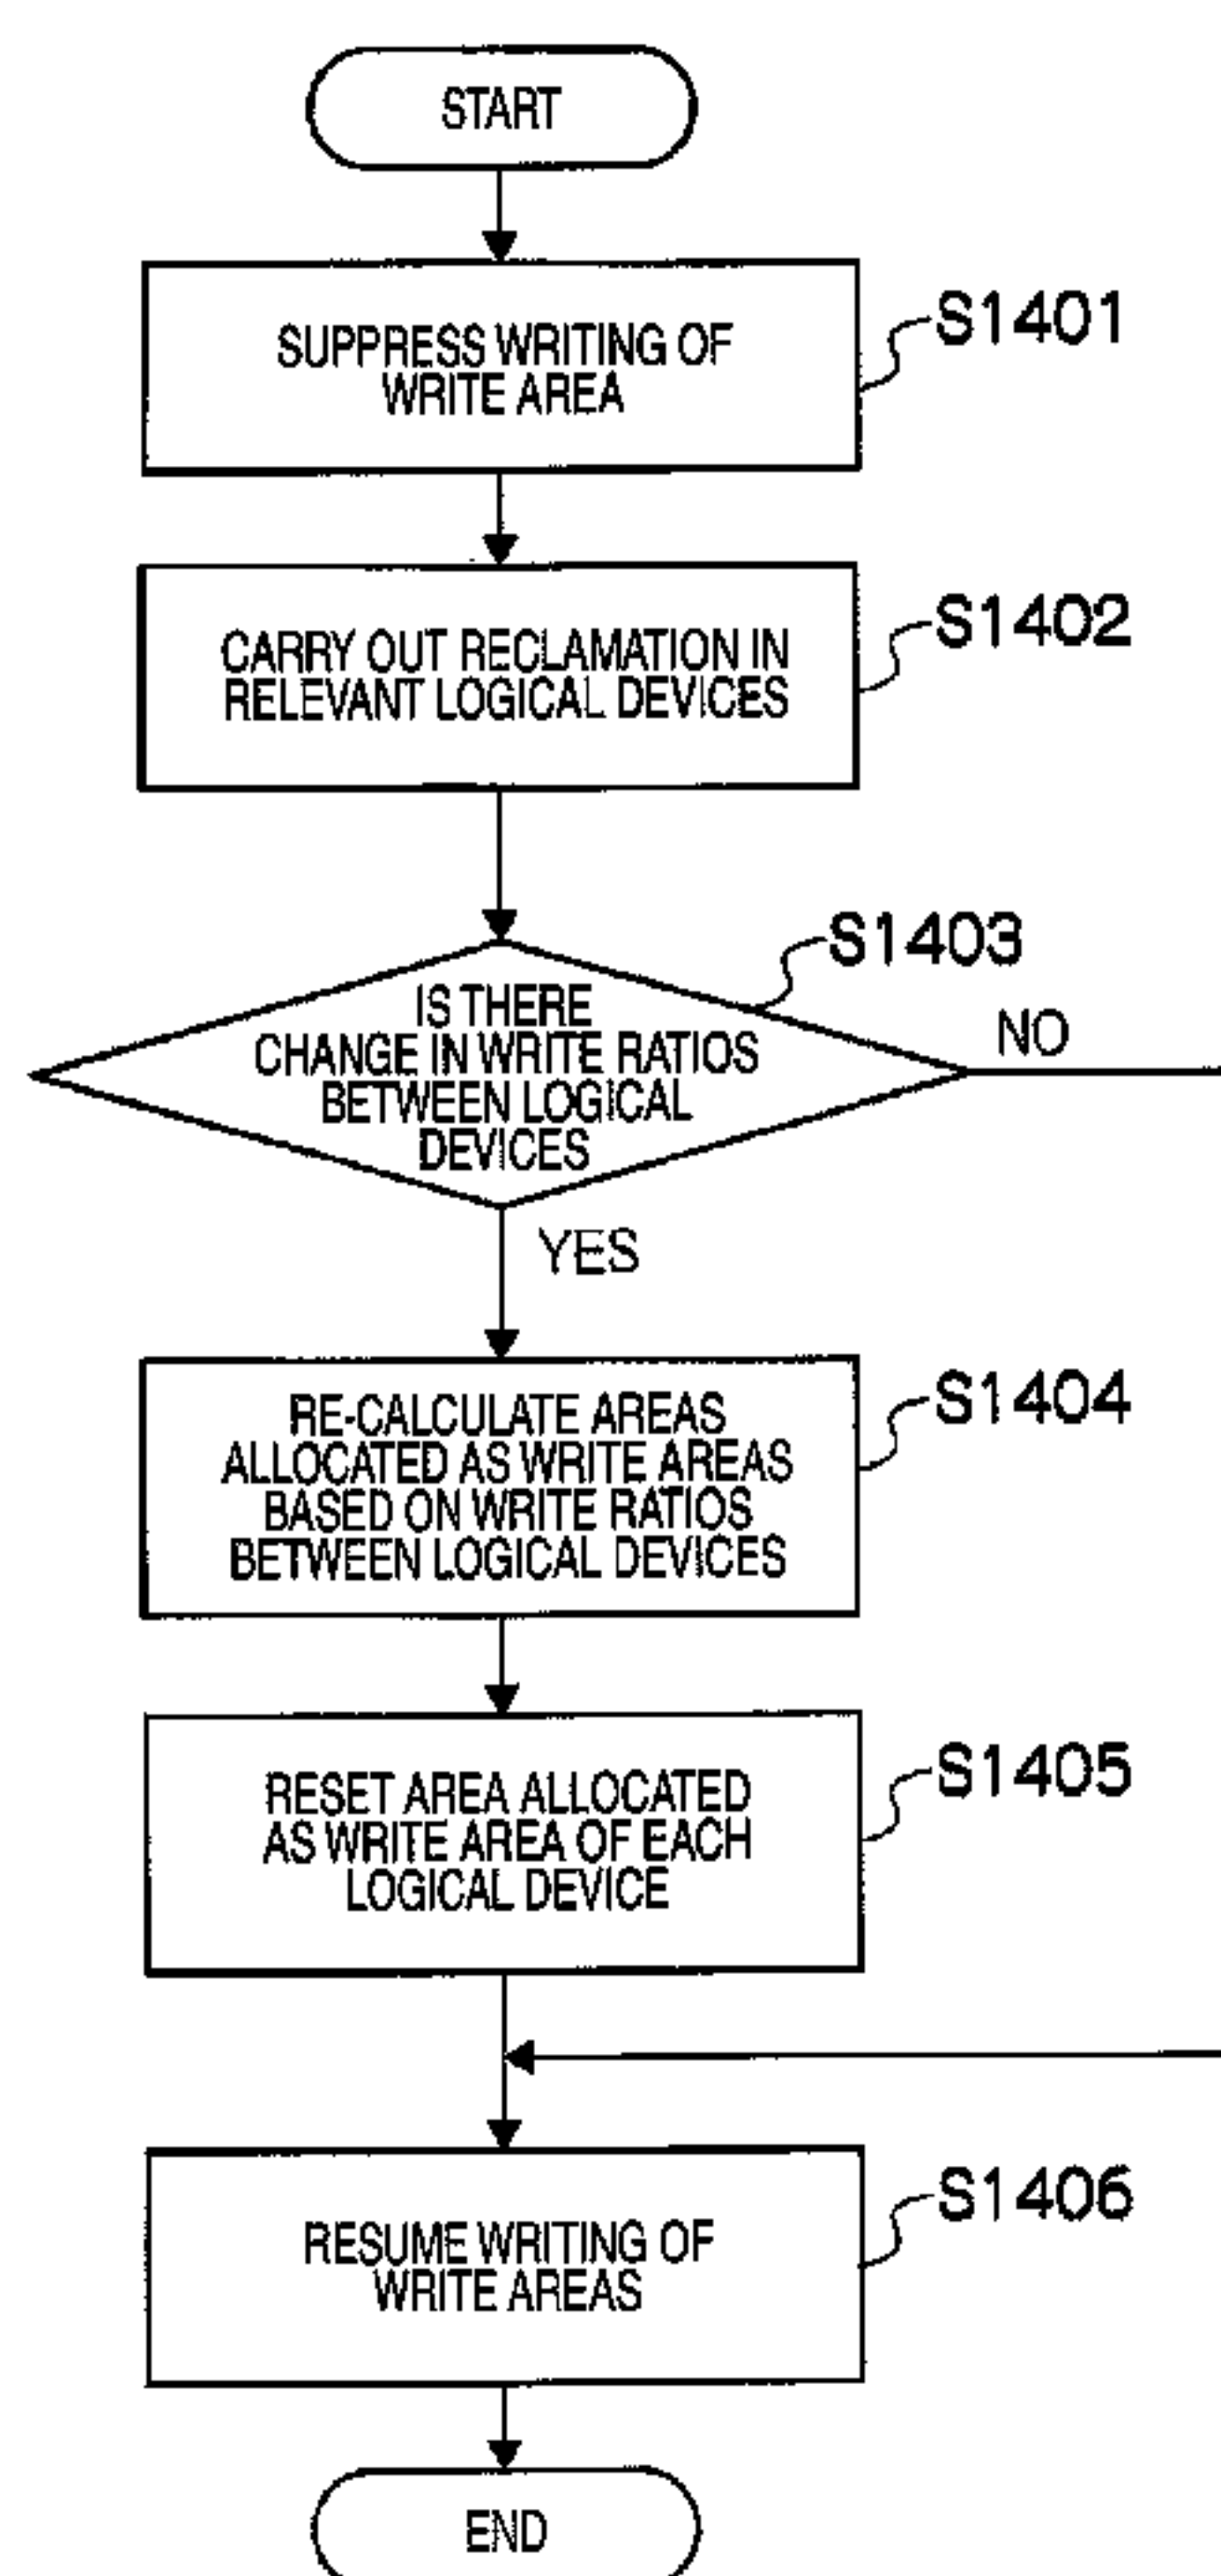 START
SUPPRESS WRITING OF
WRITE AREA
S1401
CARRY OUT RECLAMATION IN
RELEVANT LOGICAL DEVICES
S1402
S1403
IS THERE
CHANGE IN WRITE RATIOS
BETWEEN LOGICAL
DEVICES
NO
YES
RE-CALCULATE AREAS
ALLOCATED AS WRITE AREAS
BASED ON WRITE RATIOS
BETWEEN LOGICAL DEVICES
S1404
RESET AREA ALLOCATED
AS WRITE AREA OF EACH
LOGICAL DEVICE
S1405
RESUME WRITING OF
WRITE AREAS
S1406
END